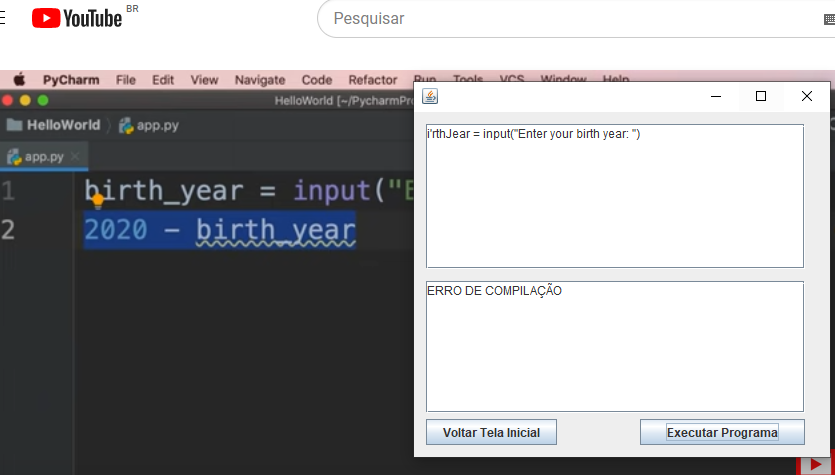 YouTube BR
Pesquisar
PyCharm File Edit View Navigate Code Refactor Run Tools VCS Window Help
HelloWorld [~/PycharmPro
HelloWorld app.py
app.py
1 birth_year = input("E
2 2020 - birth_year
i'rthJear = input("Enter your birth year: ")
ERRO DE COMPILAÇÃO
Voltar Tela Inicial Executar Programa